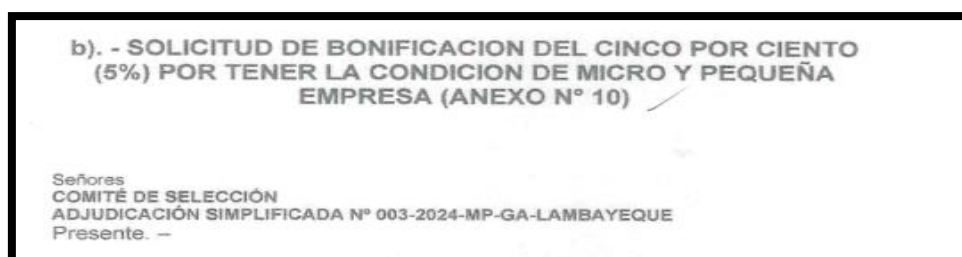 b). - SOLICITUD DE BONIFICACION DEL CINCO POR CIENTO
(5%) POR TENER LA CONDICION DE MICRO Y PEQUEÑA
EMPRESA (ANEXO Nº 10)
Señores
COMITÉ DE SELECCIÓN
ADJUDICACIÓN SIMPLIFICADA Nº 003-2024-MP-GA-LAMBAYEQUE
Presente. –